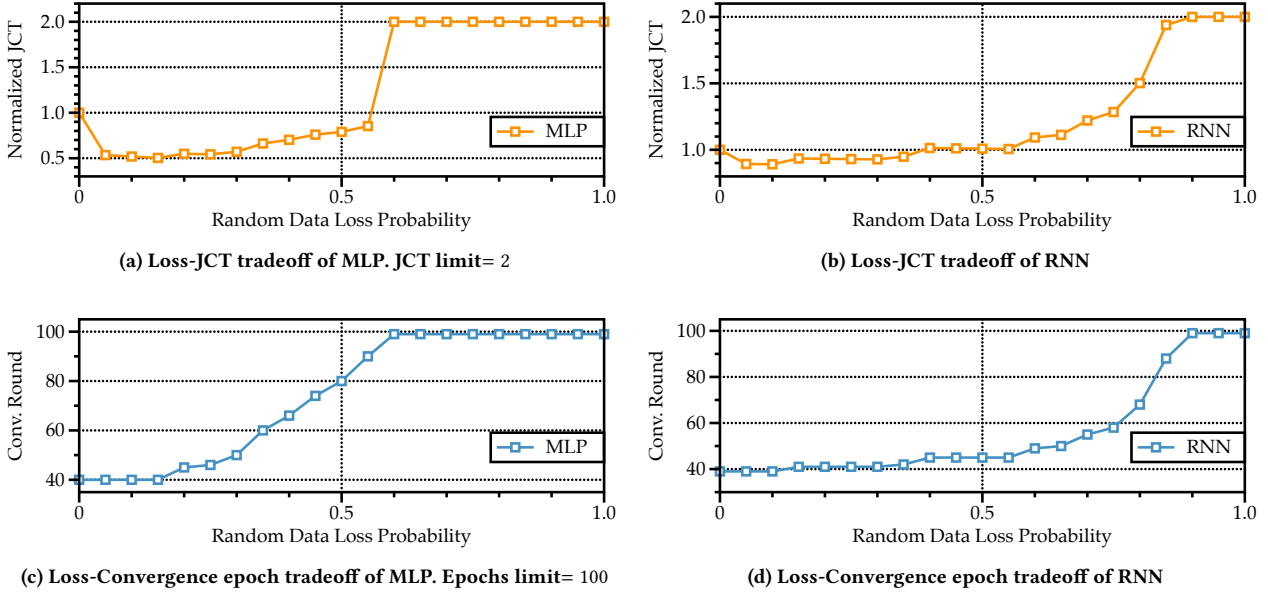 2.0
1.5
1.0
0.5
Normalized JCT
MLP
0
0.5
1.0
Random Data Loss Probability
(a) Loss-JCT tradeoff of MLP. JCT limit= 2
2.0
1.5
1.0
Normalized JCT
RNN
0
0.5
1.0
Random Data Loss Probability
(b) Loss-JCT tradeoff of RNN
100
80
60
40
Conv. Round
MLP
0
0.5
1.0
Random Data Loss Probability
(c) Loss-Convergence epoch tradeoff of MLP. Epochs limit= 100
100
80
60
40
Conv. Round
RNN
0
0.5
1.0
Random Data Loss Probability
(d) Loss-Convergence epoch tradeoff of RNN